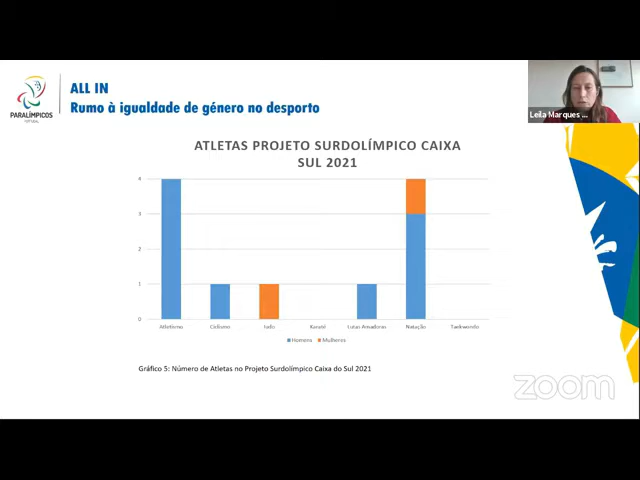 ALL IN
Rumo à igualdade de género no desporto
PARALÍMPICOS
PORTUGAL
Leila Marques ...
ATLETAS PROJETO SURDOLÍMPICO CAIXA
SUL 2021
4
3
2
1
0
Atletismo Ciclismo Judo Karaté Lutas Amadoras Natação Taekwondo
Homens Mulheres
Gráfico 5: Número de Atletas no Projeto Surdolímpico Caixa do Sul 2021
zoom